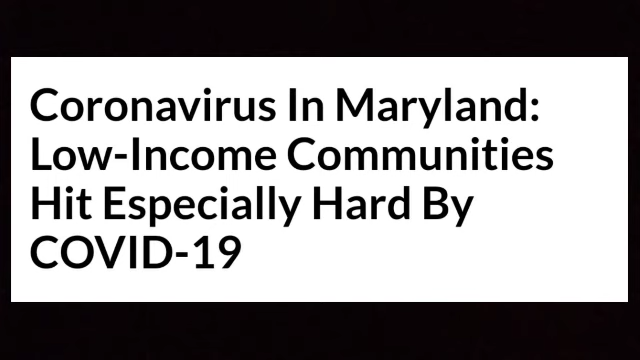 Coronavirus In Maryland:
Low-Income Communities
Hit Especially Hard By
COVID-19